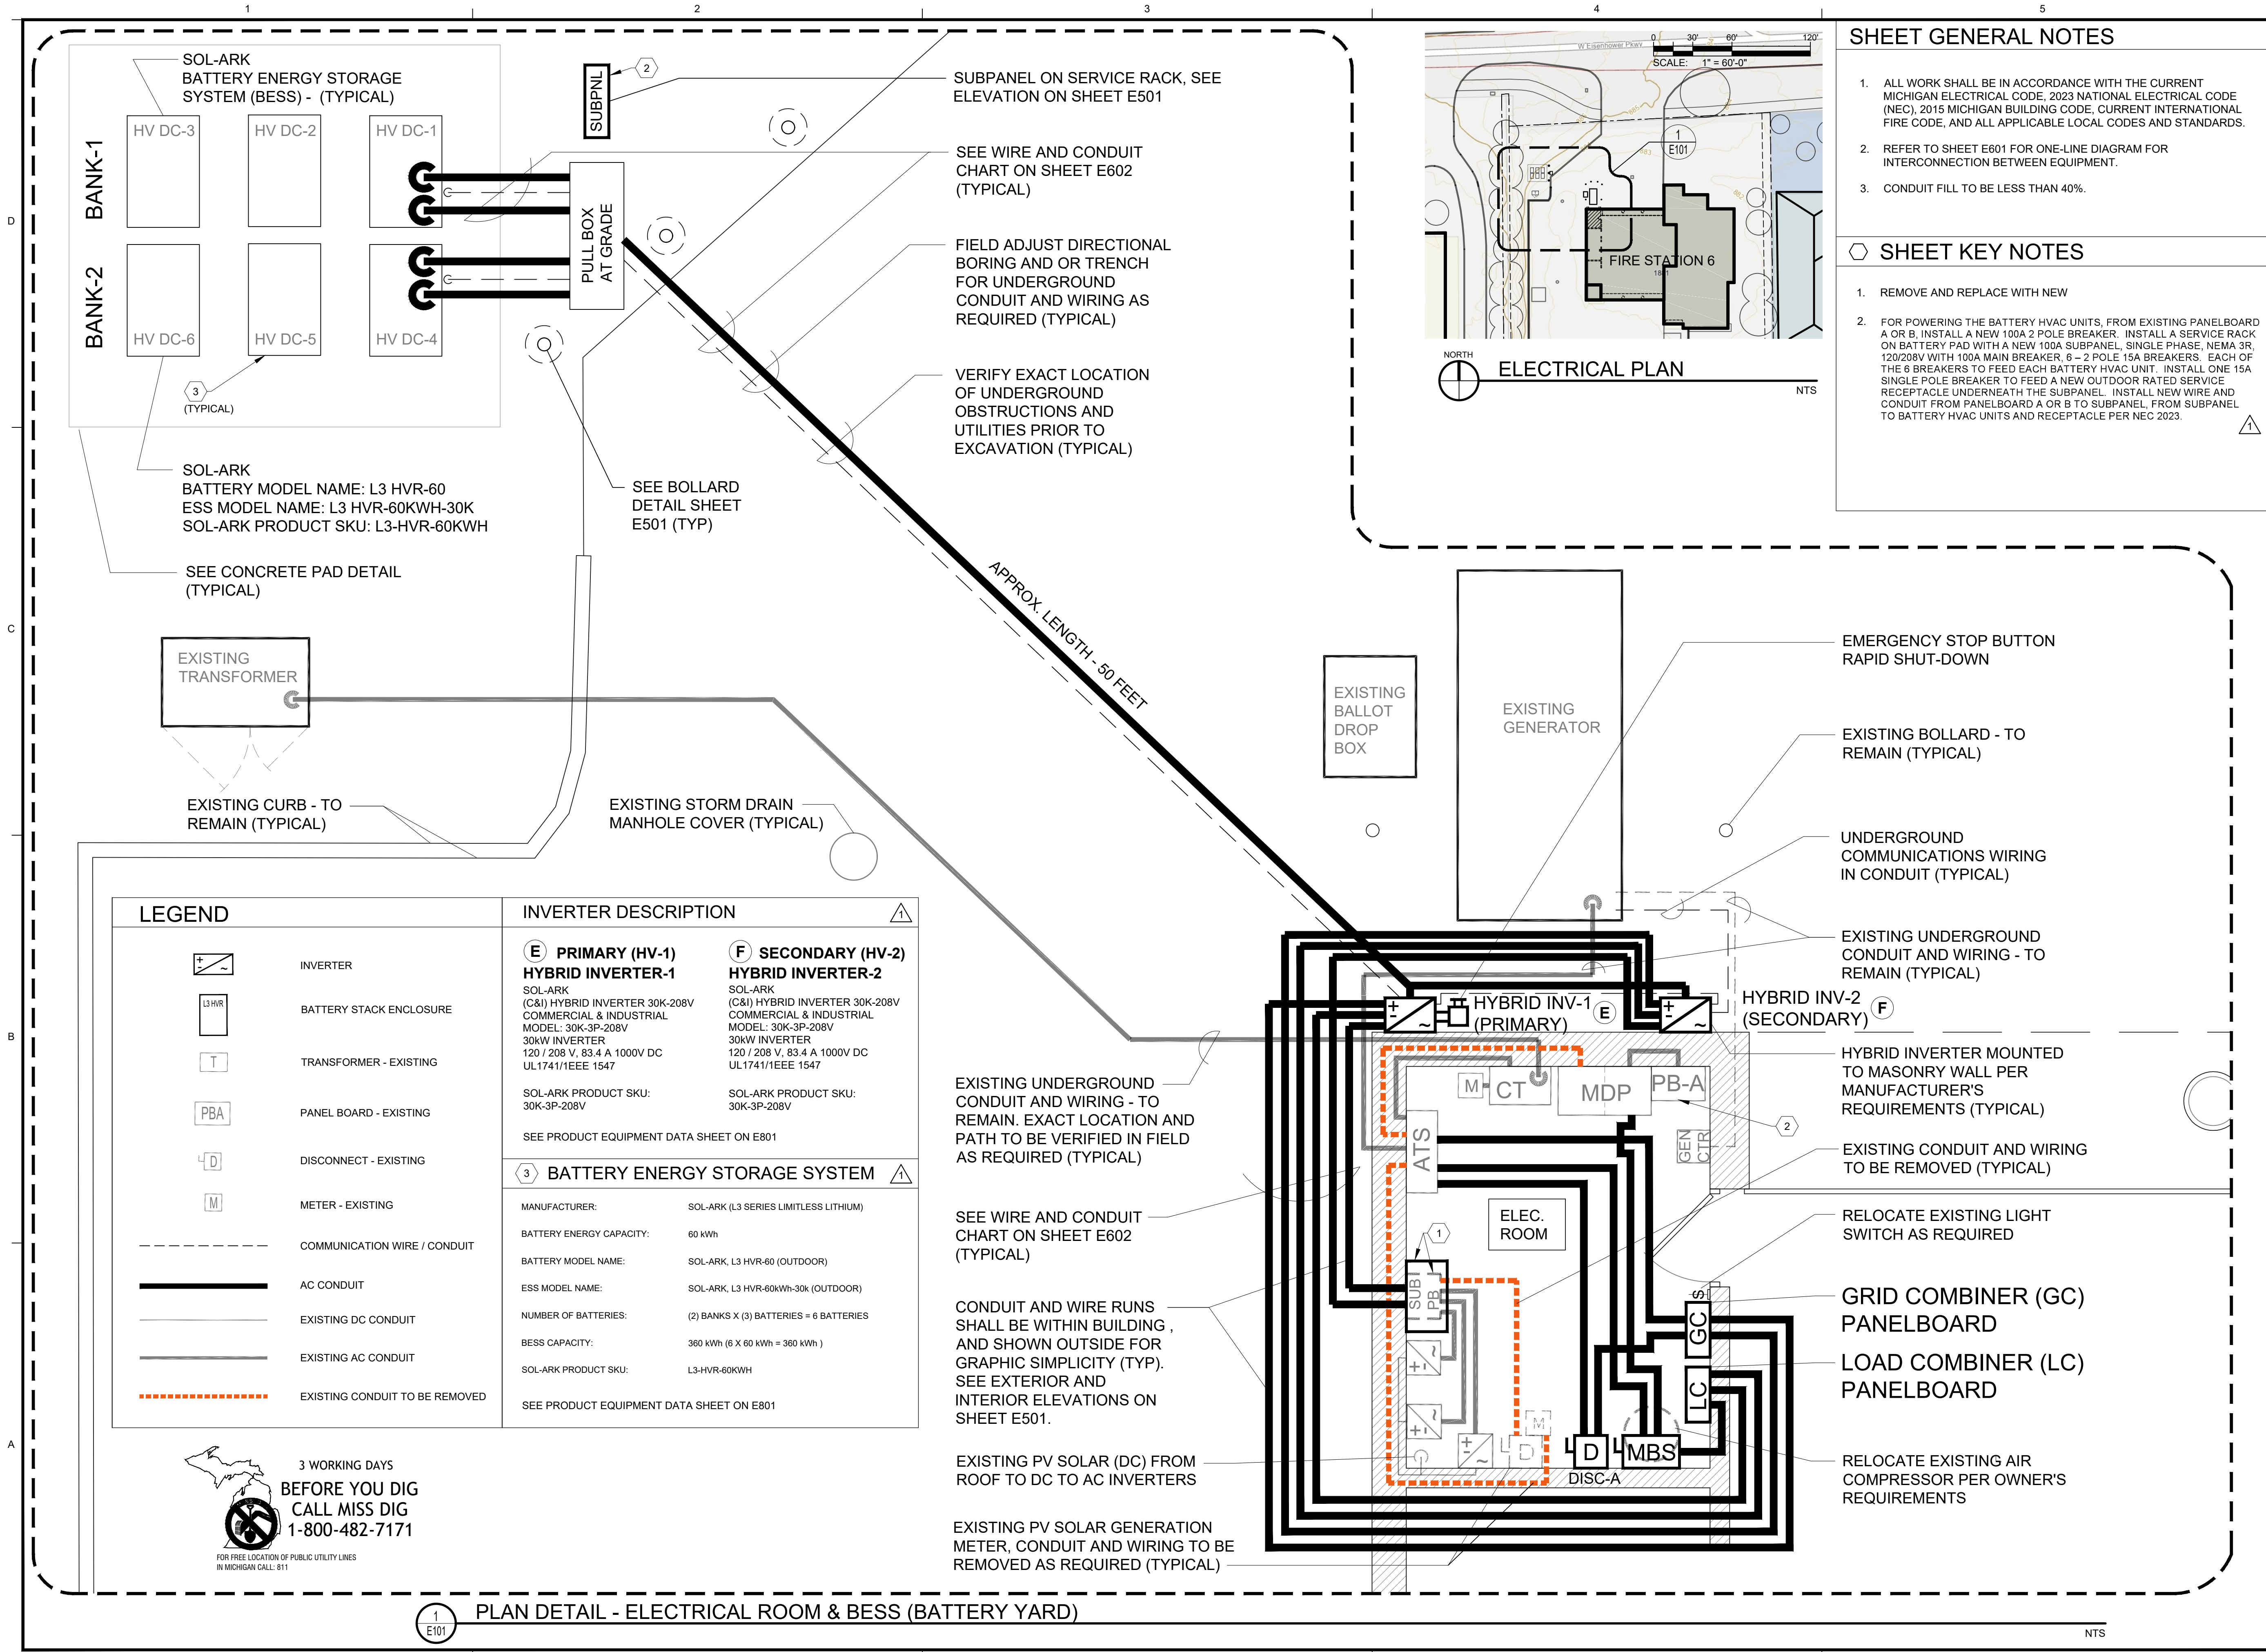 1
2
3
4
5
D
C
B
A
SOL-ARK
BATTERY ENERGY STORAGE
SYSTEM (BESS) - (TYPICAL)
HV DC-3
HV DC-2
HV DC-1
BANK-1
BANK-2
HV DC-6
HV DC-5
HV DC-4
3
(TYPICAL)
SUBPNL
2
PULL BOX
AT GRADE
SUBPANEL ON SERVICE RACK, SEE
ELEVATION ON SHEET E501
SEE WIRE AND CONDUIT
CHART ON SHEET E602
(TYPICAL)
FIELD ADJUST DIRECTIONAL
BORING AND OR TRENCH
FOR UNDERGROUND
CONDUIT AND WIRING AS
REQUIRED (TYPICAL)
VERIFY EXACT LOCATION
OF UNDERGROUND
OBSTRUCTIONS AND
UTILITIES PRIOR TO
EXCAVATION (TYPICAL)
SOL-ARK
BATTERY MODEL NAME: L3 HVR-60
ESS MODEL NAME: L3 HVR-60KWH-30K
SOL-ARK PRODUCT SKU: L3-HVR-60KWH
SEE BOLLARD
DETAIL SHEET
E501 (TYP)
SEE CONCRETE PAD DETAIL
(TYPICAL)
APPROX. LENGTH - 50 FEET
W Eisenhower Pkwy
0 30' 60' 120'
SCALE: 1" = 60'-0"
1
E101
880
883
882
FIRE STATION 6
NORTH
ELECTRICAL PLAN
NTS
SHEET GENERAL NOTES
1. ALL WORK SHALL BE IN ACCORDANCE WITH THE CURRENT
MICHIGAN ELECTRICAL CODE, 2023 NATIONAL ELECTRICAL CODE
(NEC), 2015 MICHIGAN BUILDING CODE, CURRENT INTERNATIONAL
FIRE CODE, AND ALL APPLICABLE LOCAL CODES AND STANDARDS.
2. REFER TO SHEET E601 FOR ONE-LINE DIAGRAM FOR
INTERCONNECTION BETWEEN EQUIPMENT.
3. CONDUIT FILL TO BE LESS THAN 40%.
SHEET KEY NOTES
1. REMOVE AND REPLACE WITH NEW
2. FOR POWERING THE BATTERY HVAC UNITS, FROM EXISTING PANELBOARD
A OR B, INSTALL A NEW 100A 2 POLE BREAKER. INSTALL A SERVICE RACK
ON BATTERY PAD WITH A NEW 100A SUBPANEL, SINGLE PHASE, NEMA 3R,
120/208V WITH 100A MAIN BREAKER, 6 – 2 POLE 15A BREAKERS. EACH OF
THE 6 BREAKERS TO FEED EACH BATTERY HVAC UNIT. INSTALL ONE 15A
SINGLE POLE BREAKER TO FEED A NEW OUTDOOR RATED SERVICE
RECEPTACLE UNDERNEATH THE SUBPANEL. INSTALL NEW WIRE AND
CONDUIT FROM PANELBOARD A OR B TO SUBPANEL, FROM SUBPANEL
TO BATTERY HVAC UNITS AND RECEPTACLE PER NEC 2023.
1
EXISTING
TRANSFORMER
EXISTING CURB - TO
REMAIN (TYPICAL)
EXISTING STORM DRAIN
MANHOLE COVER (TYPICAL)
EXISTING
BALLOT
DROP
BOX
EXISTING
GENERATOR
EMERGENCY STOP BUTTON
RAPID SHUT-DOWN
EXISTING BOLLARD - TO
REMAIN (TYPICAL)
UNDERGROUND
COMMUNICATIONS WIRING
IN CONDUIT (TYPICAL)
EXISTING UNDERGROUND
CONDUIT AND WIRING - TO
REMAIN (TYPICAL)
HYBRID INV-1
(PRIMARY)
E
HYBRID INV-2
(SECONDARY)
F
HYBRID INVERTER MOUNTED
TO MASONRY WALL PER
MANUFACTURER'S
REQUIREMENTS (TYPICAL)
EXISTING CONDUIT AND WIRING
TO BE REMOVED (TYPICAL)
RELOCATE EXISTING LIGHT
SWITCH AS REQUIRED
GRID COMBINER (GC)
PANELBOARD
LOAD COMBINER (LC)
PANELBOARD
RELOCATE EXISTING AIR
COMPRESSOR PER OWNER'S
REQUIREMENTS
M
CT
MDP
PB-A
2
GEN
CTR
ATS
ELEC.
ROOM
1
SUB
PB
$
GC
LC
M
D
D
MBS
DISC-A
EXISTING UNDERGROUND
CONDUIT AND WIRING - TO
REMAIN. EXACT LOCATION AND
PATH TO BE VERIFIED IN FIELD
AS REQUIRED (TYPICAL)
SEE WIRE AND CONDUIT
CHART ON SHEET E602
(TYPICAL)
CONDUIT AND WIRE RUNS
SHALL BE WITHIN BUILDING ,
AND SHOWN OUTSIDE FOR
GRAPHIC SIMPLICITY (TYP).
SEE EXTERIOR AND
INTERIOR ELEVATIONS ON
SHEET E501.
EXISTING PV SOLAR (DC) FROM
ROOF TO DC TO AC INVERTERS
EXISTING PV SOLAR GENERATION
METER, CONDUIT AND WIRING TO BE
REMOVED AS REQUIRED (TYPICAL)
LEGEND
INVERTER
L3 HVR
BATTERY STACK ENCLOSURE
T
TRANSFORMER - EXISTING
PBA
PANEL BOARD - EXISTING
D
DISCONNECT - EXISTING
M
METER - EXISTING
COMMUNICATION WIRE / CONDUIT
AC CONDUIT
EXISTING DC CONDUIT
EXISTING AC CONDUIT
EXISTING CONDUIT TO BE REMOVED
INVERTER DESCRIPTION
1
E PRIMARY (HV-1)
HYBRID INVERTER-1
SOL-ARK
(C&I) HYBRID INVERTER 30K-208V
COMMERCIAL & INDUSTRIAL
MODEL: 30K-3P-208V
30kW INVERTER
120 / 208 V, 83.4 A 1000V DC
UL1741/1EEE 1547
SOL-ARK PRODUCT SKU:
30K-3P-208V
F SECONDARY (HV-2)
HYBRID INVERTER-2
SOL-ARK
(C&I) HYBRID INVERTER 30K-208V
COMMERCIAL & INDUSTRIAL
MODEL: 30K-3P-208V
30kW INVERTER
120 / 208 V, 83.4 A 1000V DC
UL1741/1EEE 1547
SOL-ARK PRODUCT SKU:
30K-3P-208V
SEE PRODUCT EQUIPMENT DATA SHEET ON E801
3 BATTERY ENERGY STORAGE SYSTEM
1
MANUFACTURER: SOL-ARK (L3 SERIES LIMITLESS LITHIUM)
BATTERY ENERGY CAPACITY: 60 kWh
BATTERY MODEL NAME: SOL-ARK, L3 HVR-60 (OUTDOOR)
ESS MODEL NAME: SOL-ARK, L3 HVR-60kWh-30k (OUTDOOR)
NUMBER OF BATTERIES: (2) BANKS X (3) BATTERIES = 6 BATTERIES
BESS CAPACITY: 360 kWh (6 X 60 kWh = 360 kWh )
SOL-ARK PRODUCT SKU: L3-HVR-60KWH
SEE PRODUCT EQUIPMENT DATA SHEET ON E801
3 WORKING DAYS
BEFORE YOU DIG
CALL MISS DIG
1-800-482-7171
FOR FREE LOCATION OF PUBLIC UTILITY LINES
IN MICHIGAN CALL: 811
1
E101
PLAN DETAIL - ELECTRICAL ROOM & BESS (BATTERY YARD)
NTS